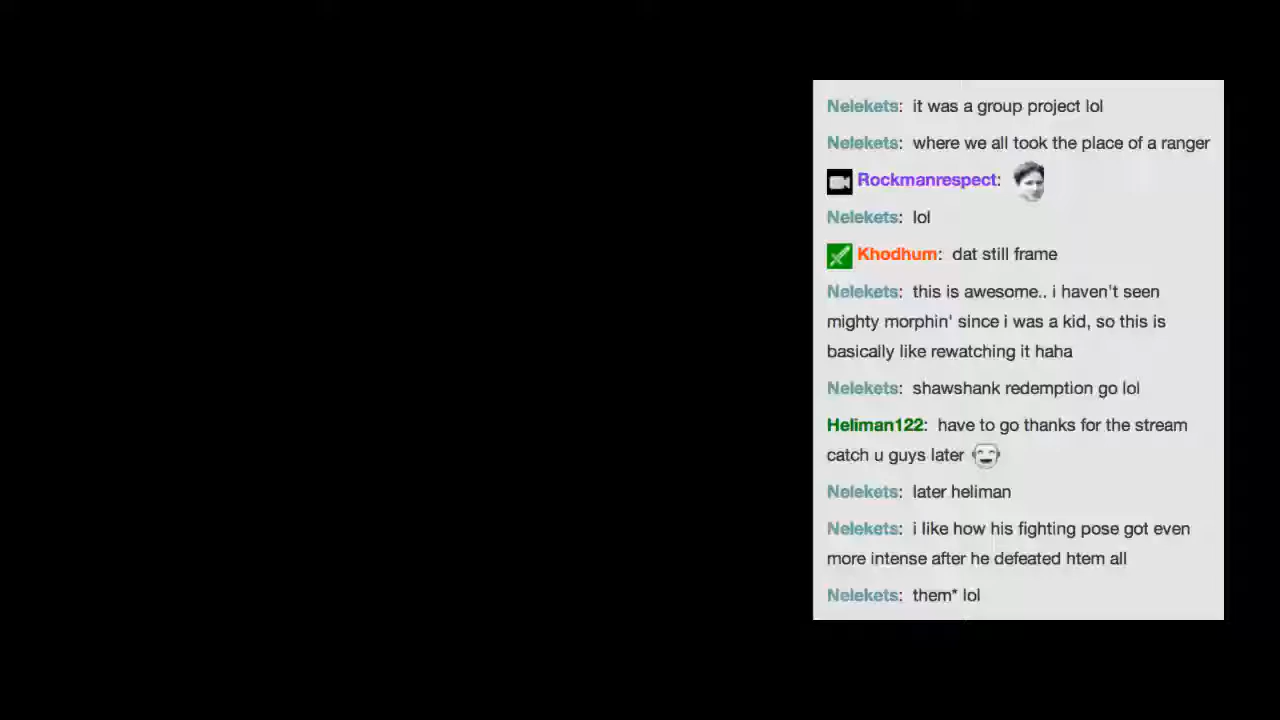 Nelekets: it was a group project lol
Nelekets: where we all took the place of a ranger
Rockmanrespect:
Nelekets: lol
Khodhum: dat still frame
Nelekets: this is awesome.. i haven't seen
mighty morphin' since i was a kid, so this is
basically like rewatching it haha
Nelekets: shawshank redemption go lol
Heliman122: have to go thanks for the stream
catch u guys later
Nelekets: later heliman
Nelekets: i like how his fighting pose got even
more intense after he defeated htem all
Nelekets: them* lol